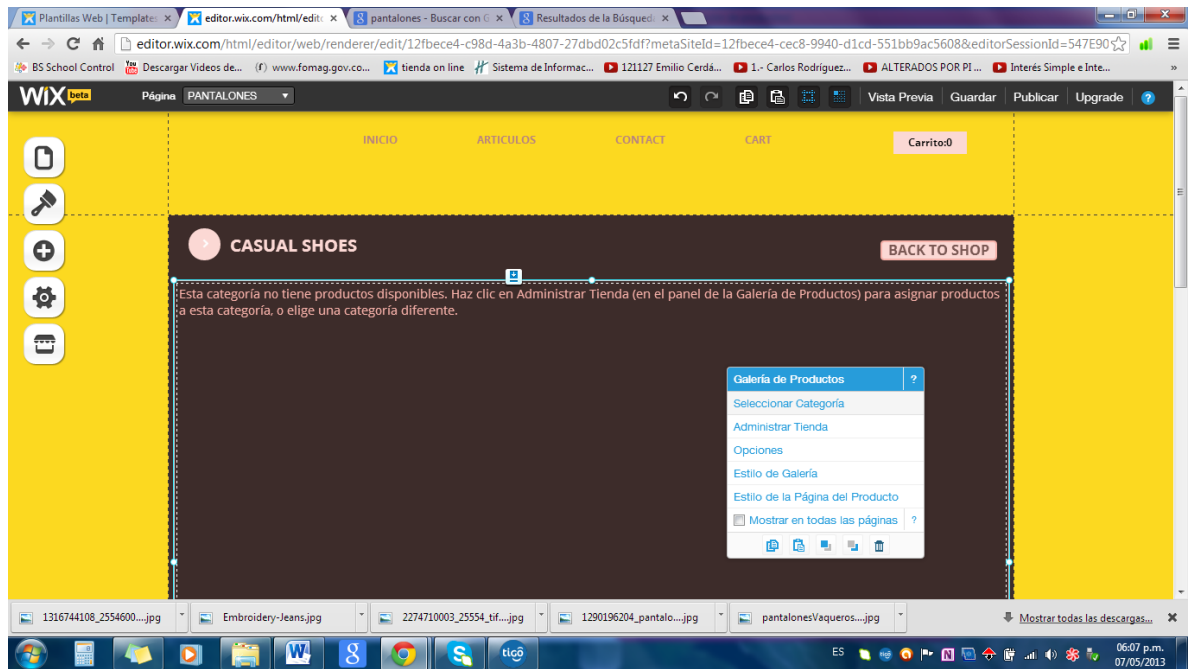 Plantillas Web | Templates
editor.wix.com/html/edito
pantalones - Buscar con G
Resultados de la Búsqued
editor.wix.com/html/editor/web/renderer/edit/12fbece4-c98d-4a3b-4807-27dbd02c5fdf?metaSiteId=12fbece4-cec8-9940-d1cd-551bb9ac5608&editorSessionId=547E90
BS School Control
Descargar Videos de...
www.fomag.gov.co...
tienda on line
Sistema de Informac...
121127 Emilio Cerdá...
1.- Carlos Rodríguez...
ALTERADOS POR PI ...
Interés Simple e Inte...
»
WiX beta
Página
PANTALONES
Vista Previa
Guardar
Publicar
Upgrade
?
INICIO
ARTICULOS
CONTACT
CART
Carrito:0
CASUAL SHOES
BACK TO SHOP
Esta categoría no tiene productos disponibles. Haz clic en Administrar Tienda (en el panel de la Galería de Productos) para asignar productos
a esta categoría, o elige una categoría diferente.
Galería de Productos
?
Seleccionar Categoría
Administrar Tienda
Opciones
Estilo de Galería
Estilo de la Página del Producto
Mostrar en todas las páginas
?
1316744108_2554600....jpg
Embroidery-Jeans.jpg
2274710003_25554_tif....jpg
1290196204_pantalo....jpg
pantalonesVaqueros....jpg
Mostrar todas las descargas...
tigo
ES
06:07 p.m.
07/05/2013